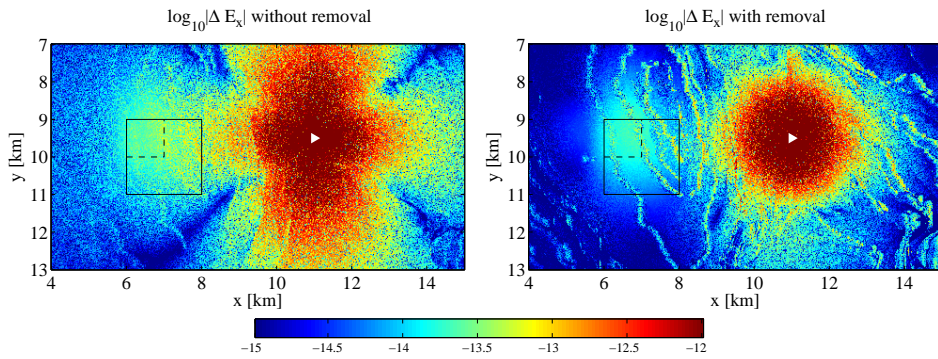 log10|Δ Ex| without removal
log10|Δ Ex| with removal
7
8
9
10
11
12
13
y [km]
4 6 8 10 12 14
x [km]
7
8
9
10
11
12
13
y [km]
4 6 8 10 12 14
x [km]
−15 −14.5 −14 −13.5 −13 −12.5 −12